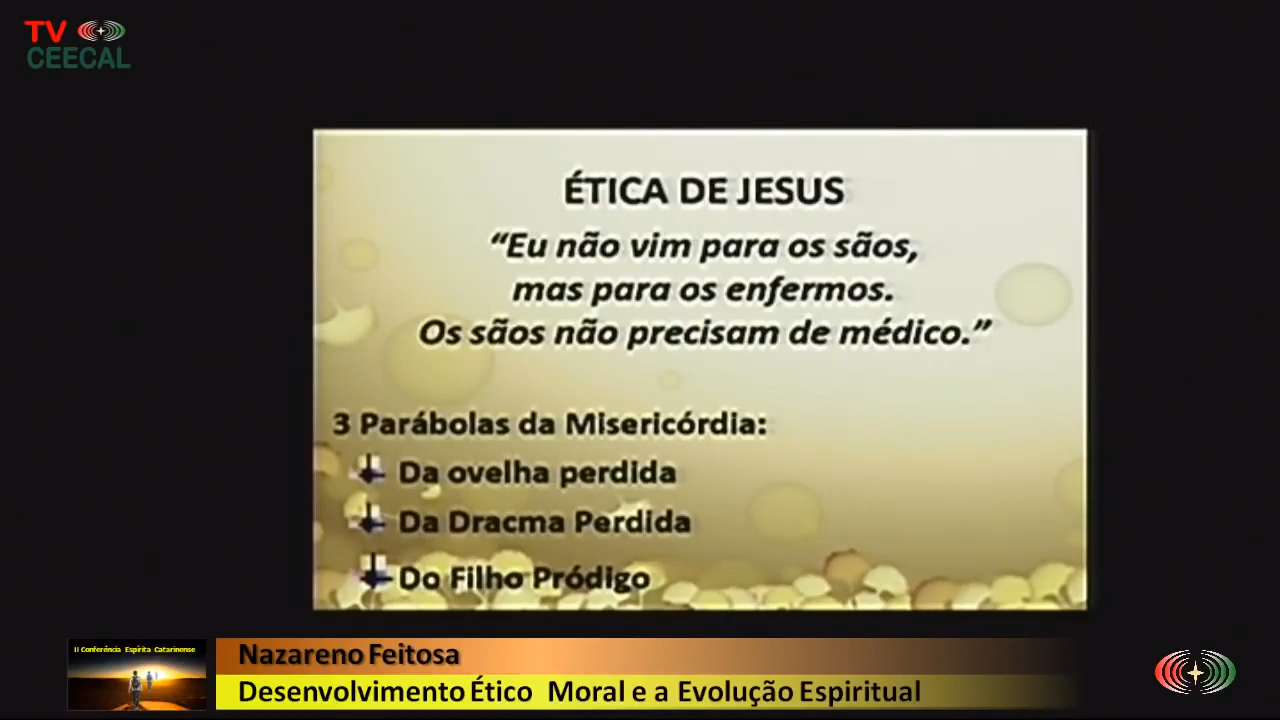 TV
CEECAL
ÉTICA DE JESUS
“Eu não vim para os sãos,
mas para os enfermos.
Os sãos não precisam de médico.”
3 Parábolas da Misericórdia:
Da ovelha perdida
Da Dracma Perdida
Do Filho Pródigo
II Conferência Espírita Catarinense
Nazareno Feitosa
Desenvolvimento Ético Moral e a Evolução Espiritual